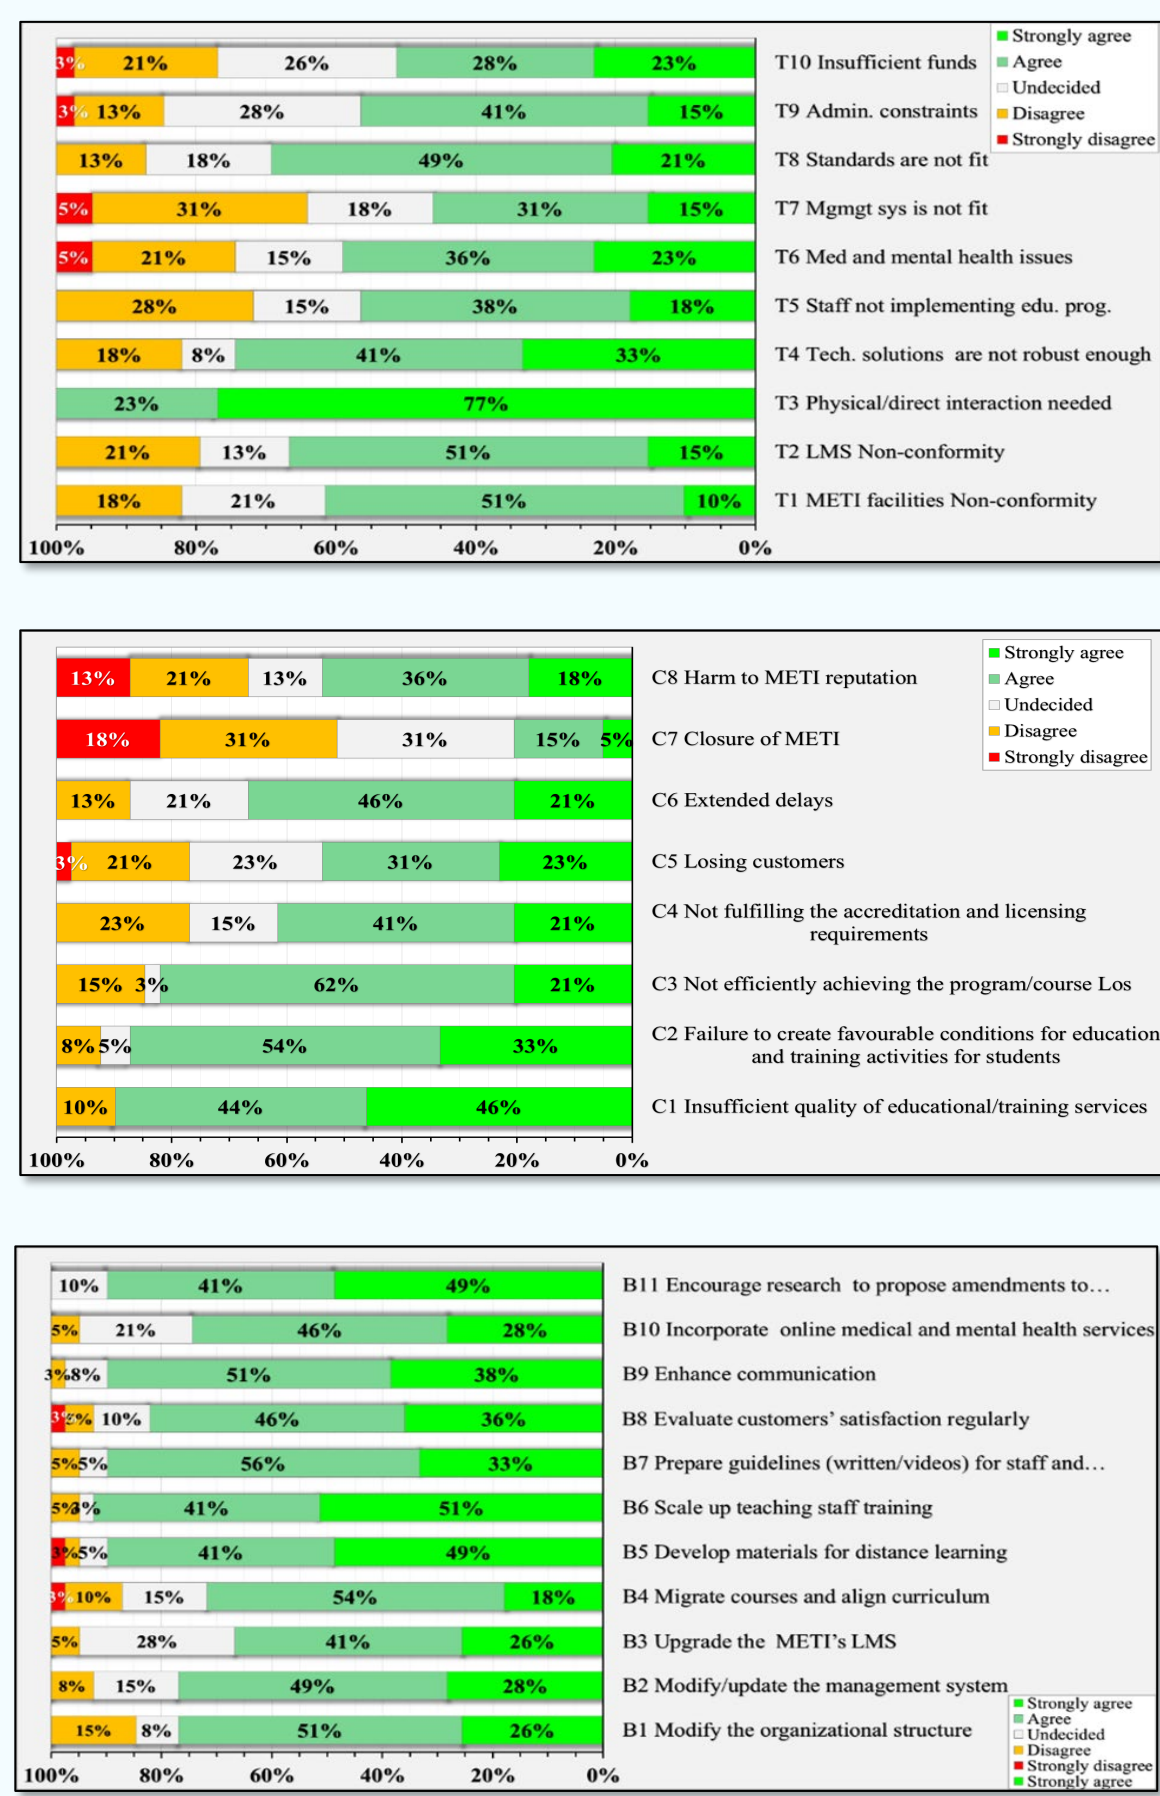 Strongly agree
3% 21% 26% 28% 23% T10 Insufficient funds Agree
Undecided
3% 13% 28% 41% 15% T9 Admin. constraints Disagree
Strongly disagree
13% 18% 49% 21% T8 Standards are not fit
5% 31% 18% 31% 15% T7 Mgmgt sys is not fit
5% 21% 15% 36% 23% T6 Med and mental health issues
28% 15% 38% 18% T5 Staff not implementing edu. prog.
18% 8% 41% 33% T4 Tech. solutions are not robust enough
23% 77% T3 Physical/direct interaction needed
21% 13% 51% 15% T2 LMS Non-conformity
18% 21% 51% 10% T1 METI facilities Non-conformity
100% 80% 60% 40% 20% 0%
Strongly agree
13% 21% 13% 36% 18% C8 Harm to METI reputation Agree
Undecided
18% 31% 31% 15% 5% C7 Closure of METI Disagree
Strongly disagree
13% 21% 46% 21% C6 Extended delays
3% 21% 23% 31% 23% C5 Losing customers
23% 15% 41% 21% C4 Not fulfilling the accreditation and licensing
requirements
15% 3% 62% 21% C3 Not efficiently achieving the program/course Los
8% 5% 54% 33% C2 Failure to create favourable conditions for education
and training activities for students
10% 44% 46% C1 Insufficient quality of educational/training services
100% 80% 60% 40% 20% 0%
10% 41% 49% B11 Encourage research to propose amendments to…
5% 21% 46% 28% B10 Incorporate online medical and mental health services
3% 8% 51% 38% B9 Enhance communication
3% 5% 10% 46% 36% B8 Evaluate customers’ satisfaction regularly
5% 5% 56% 33% B7 Prepare guidelines (written/videos) for staff and…
5% 3% 41% 51% B6 Scale up teaching staff training
3% 5% 41% 49% B5 Develop materials for distance learning
3% 10% 15% 54% 18% B4 Migrate courses and align curriculum
5% 28% 41% 26% B3 Upgrade the METI’s LMS
8% 15% 49% 28% B2 Modify/update the management system
15% 8% 51% 26% B1 Modify the organizational structure
Strongly agree
Agree
Undecided
Disagree
Strongly disagree
Strongly agree
100% 80% 60% 40% 20% 0%